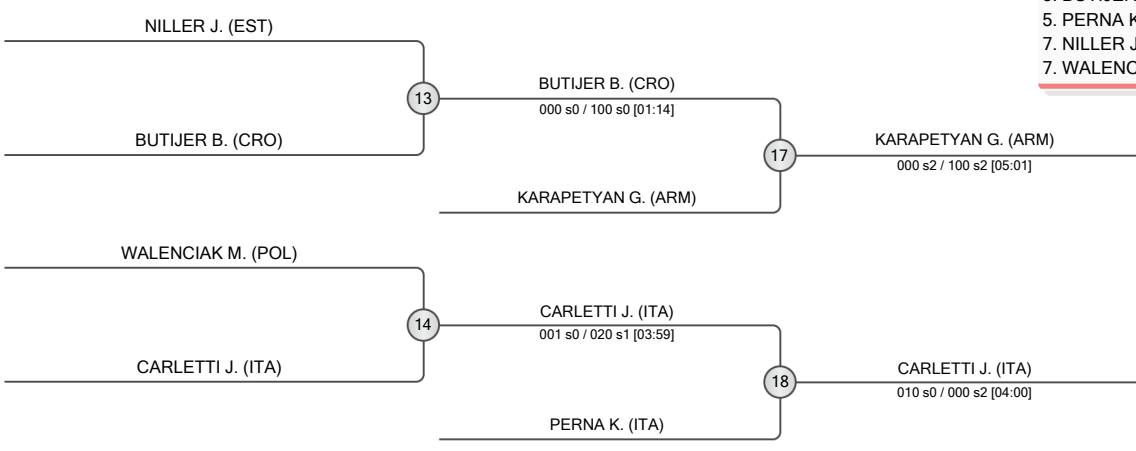 5. PERNA
7. NILLER
7.
NILLER J. (EST)
13
BUTIJER B. (CRO)
000 s0 / 100 s0 [01:14]
BUTIJER B. (CRO)
17
KARAPETYAN G. (ARM)
000 s2 / 100 s2 [05:01]
KARAPETYAN G. (ARM)
WALENCIAK M. (POL)
14
CARLETTI J. (ITA)
001 s0 / 020 s1 [03:59]
CARLETTI J. (ITA)
18
CARLETTI J. (ITA)
010 s0 / 000 s2 [04:00]
PERNA K. (ITA)